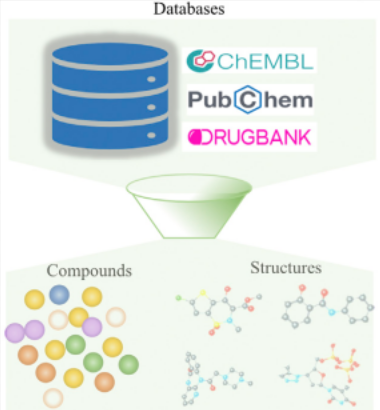 Databases
ChEMBL
PubChem
DRUGBANK
Compounds
Structures